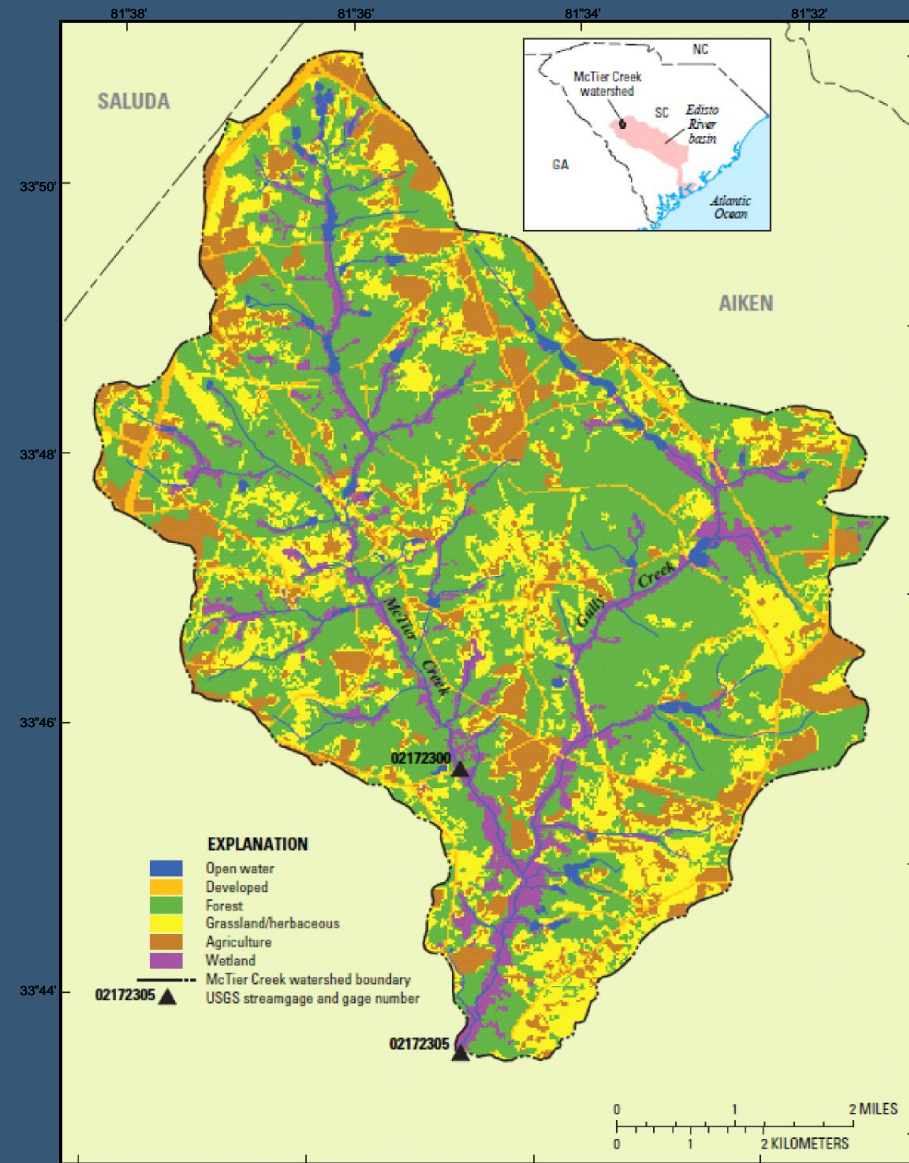 81°38' 81°36' 81°34' 81°32'
SALUDA
NC
McTier Creek
watershed
SC
Edisto
River
basin
GA
Atlantic
Ocean
33°50'
AIKEN
33°48'
McTier
Creek
Gully
Creek
33°46'
02172300
EXPLANATION
Open water
Developed
Forest
Grassland/herbaceous
Agriculture
Wetland
McTier Creek watershed boundary
02172305 USGS streamgage and gage number
33°44'
02172305
0 1 2 MILES
0 1 2 KILOMETERS